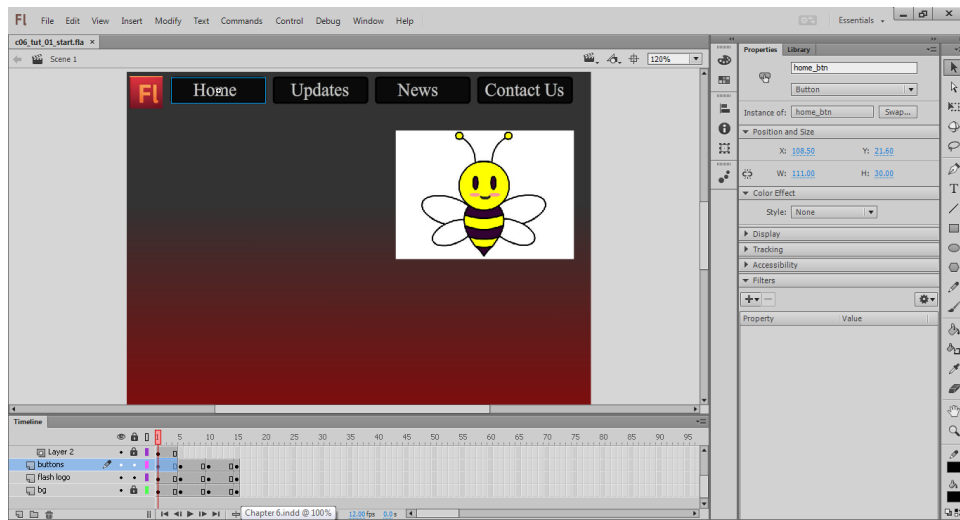 Fl File Edit View Insert Modify Text Commands Control Debug Window Help Essentials
c06_tut_01_start.fla ×
Scene 1 120%
Properties Library
home_btn
Button
Instance of: home_btn Swap...
Position and Size
X: 108.50 Y: 21.60
W: 111.00 H: 30.00
Color Effect
Style: None
Display
Tracking
Accessibility
Filters
Property Value
Fl Home Updates News Contact Us
Timeline
1 5 10 15 20 25 30 35 40 45 50 55 60 65 70 75 80 85 90 95
Layer 2
buttons
flash logo
bg
Chapter 6.indd @ 100% 12.00 fps 0.0 s